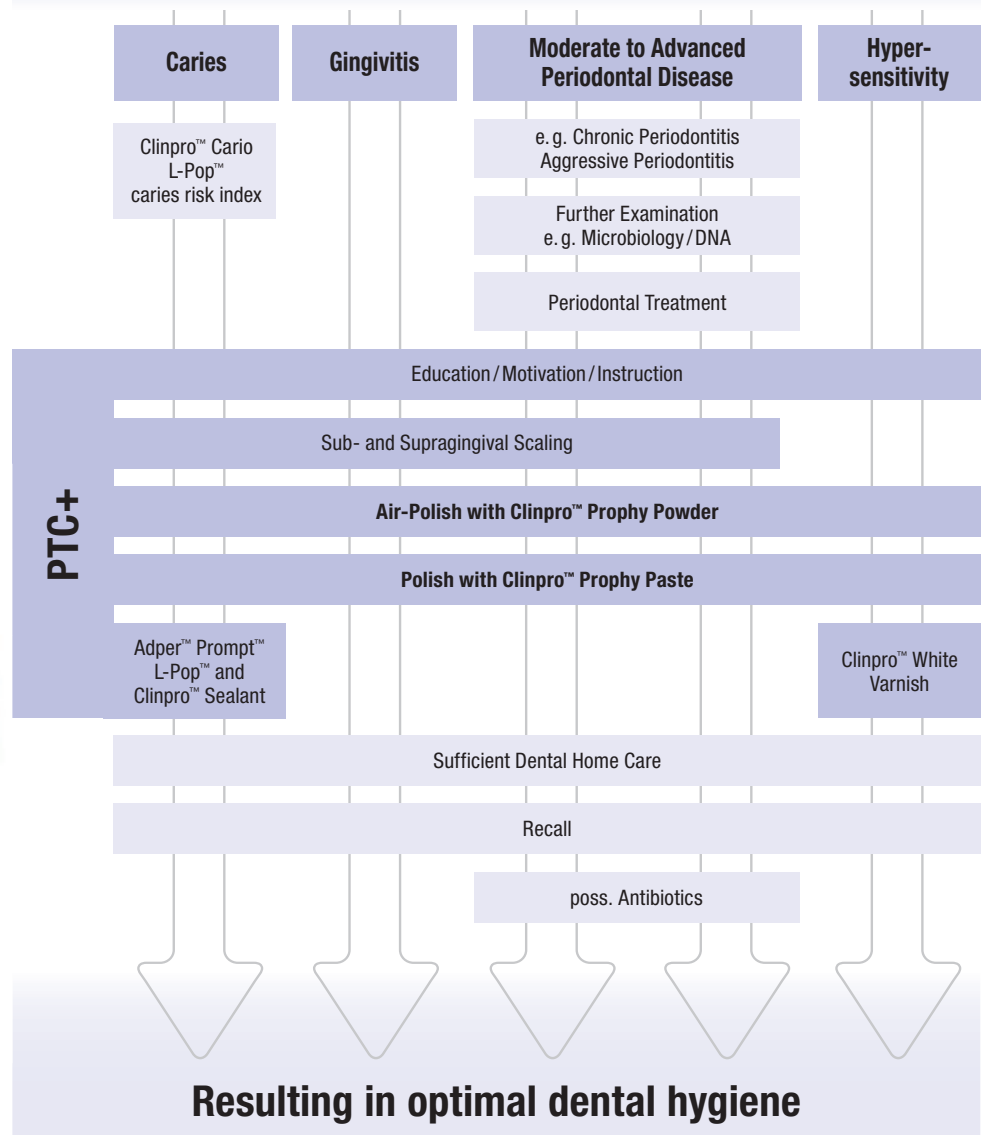 Caries
Gingivitis
Moderate to Advanced
Periodontal Disease
Hyper-
sensitivity
Clinpro™ Cario
L-Pop™
caries risk index
e. g. Chronic Periodontitis
Aggressive Periodontitis
Further Examination
e. g. Microbiology / DNA
Periodontal Treatment
PTC+
Education / Motivation / Instruction
Sub- and Supragingival Scaling
Air-Polish with Clinpro™ Prophy Powder
Polish with Clinpro™ Prophy Paste
Adper™ Prompt™
L-Pop™ and
Clinpro™ Sealant
Clinpro™ White
Varnish
Sufficient Dental Home Care
Recall
poss. Antibiotics
Resulting in optimal dental hygiene